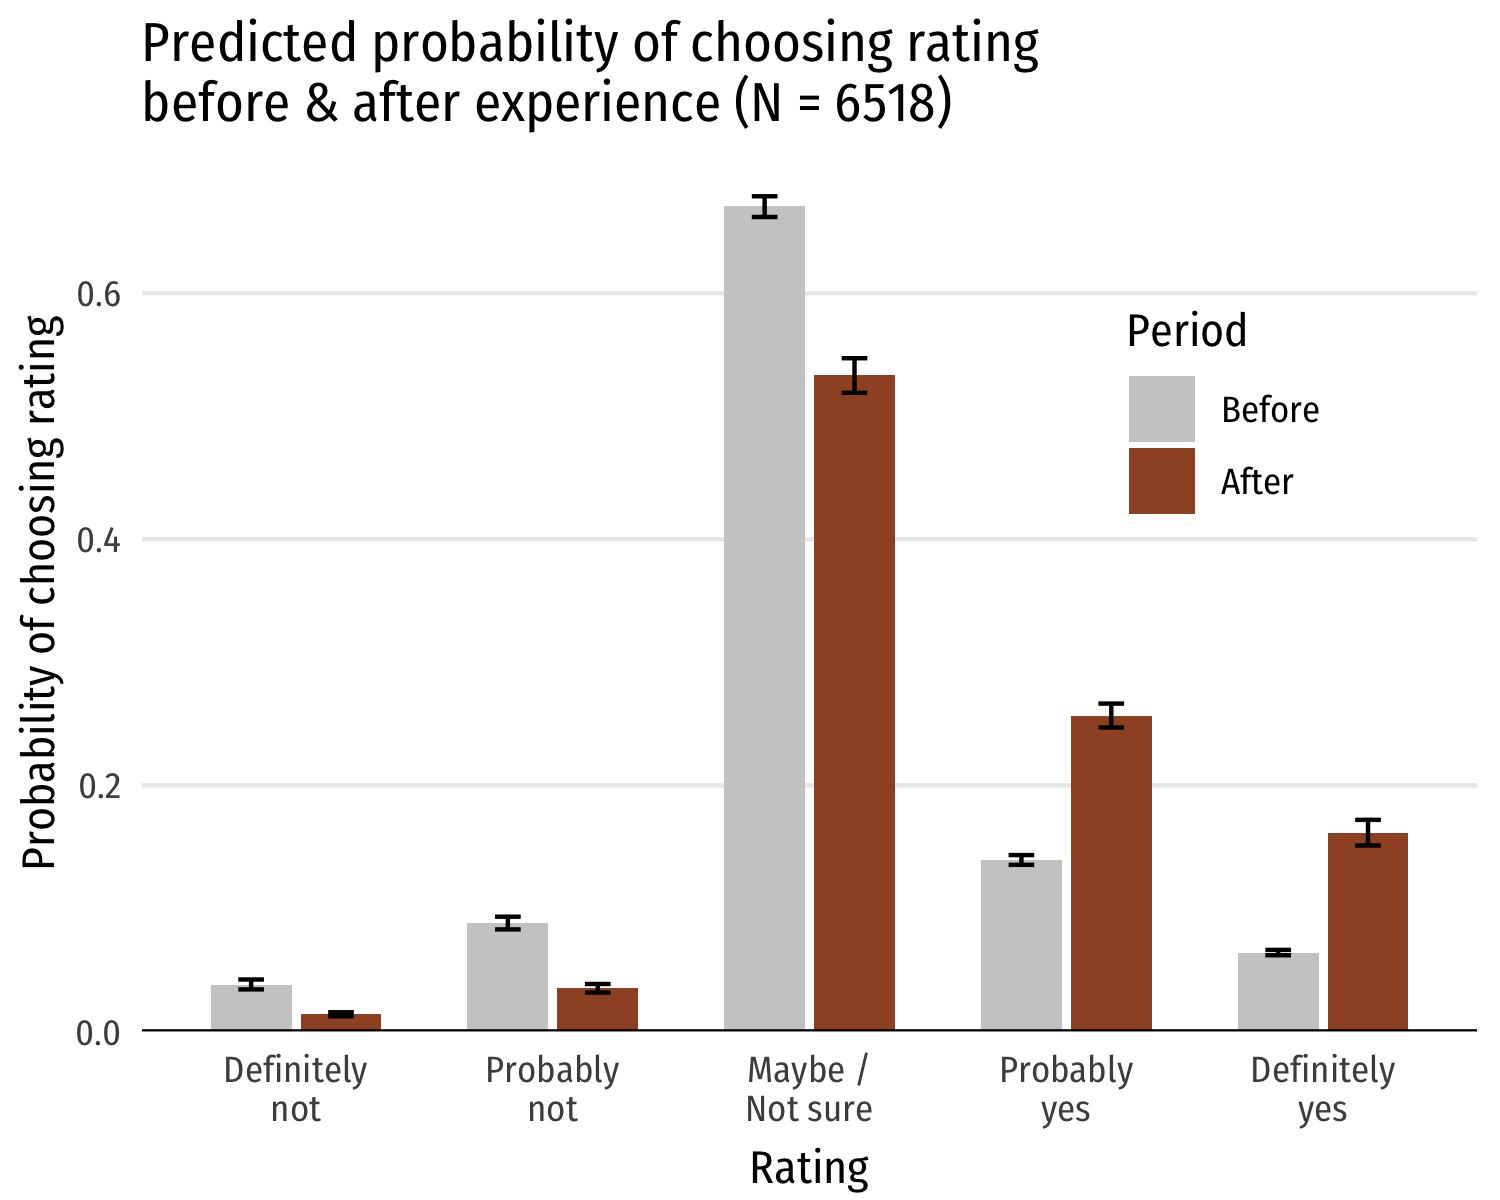 Predicted probability of choosing rating
before & after experience (N = 6518)
Probability of choosing rating
0.6
0.4
0.2
0.0
Period
Before
After
Definitely
not
Probably
not
Maybe /
Not sure
Probably
yes
Definitely
yes
Rating